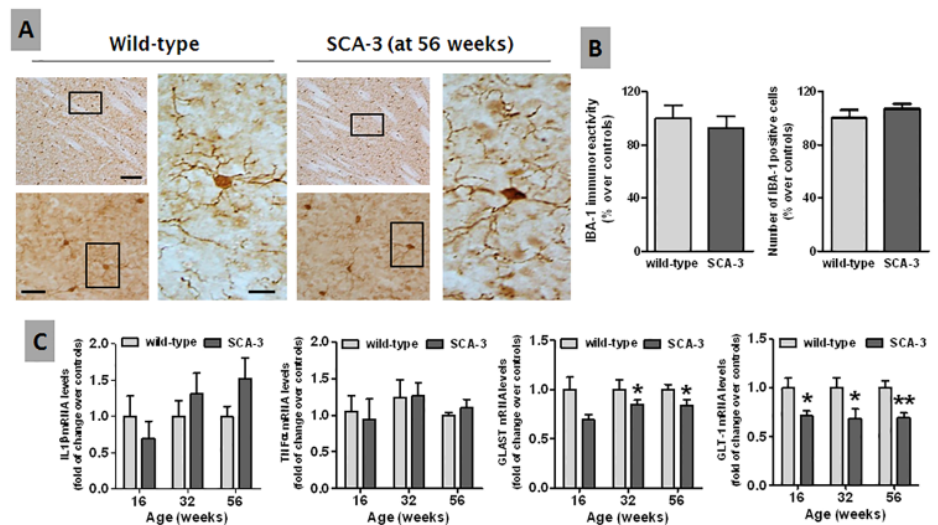 A
Wild-type
SCA-3 (at 56 weeks)
B
IBA-1 immunoreactivity
(% over controls)
120
80
40
0
wild-type SCA-3
Number of IBA-1 positive cells
(% over controls)
120
80
40
0
wild-type SCA-3
C
IL1β mRNA levels
(fold of change over controls)
2.0
1.5
1.0
0.5
0.0
wild-type SCA-3
16 32 56
Age (weeks)
TNFα mRNA levels
(fold of change over controls)
2.0
1.5
1.0
0.5
0.0
wild-type SCA-3
16 32 56
Age (weeks)
GLAST mRNA levels
(fold of change over controls)
1.5
1.0
0.5
0.0
wild-type SCA-3
* *
16 32 56
Age (weeks)
GLT-1 mRNA levels
(fold of change over controls)
1.5
1.0
0.5
0.0
wild-type SCA-3
* * **
16 32 56
Age (weeks)